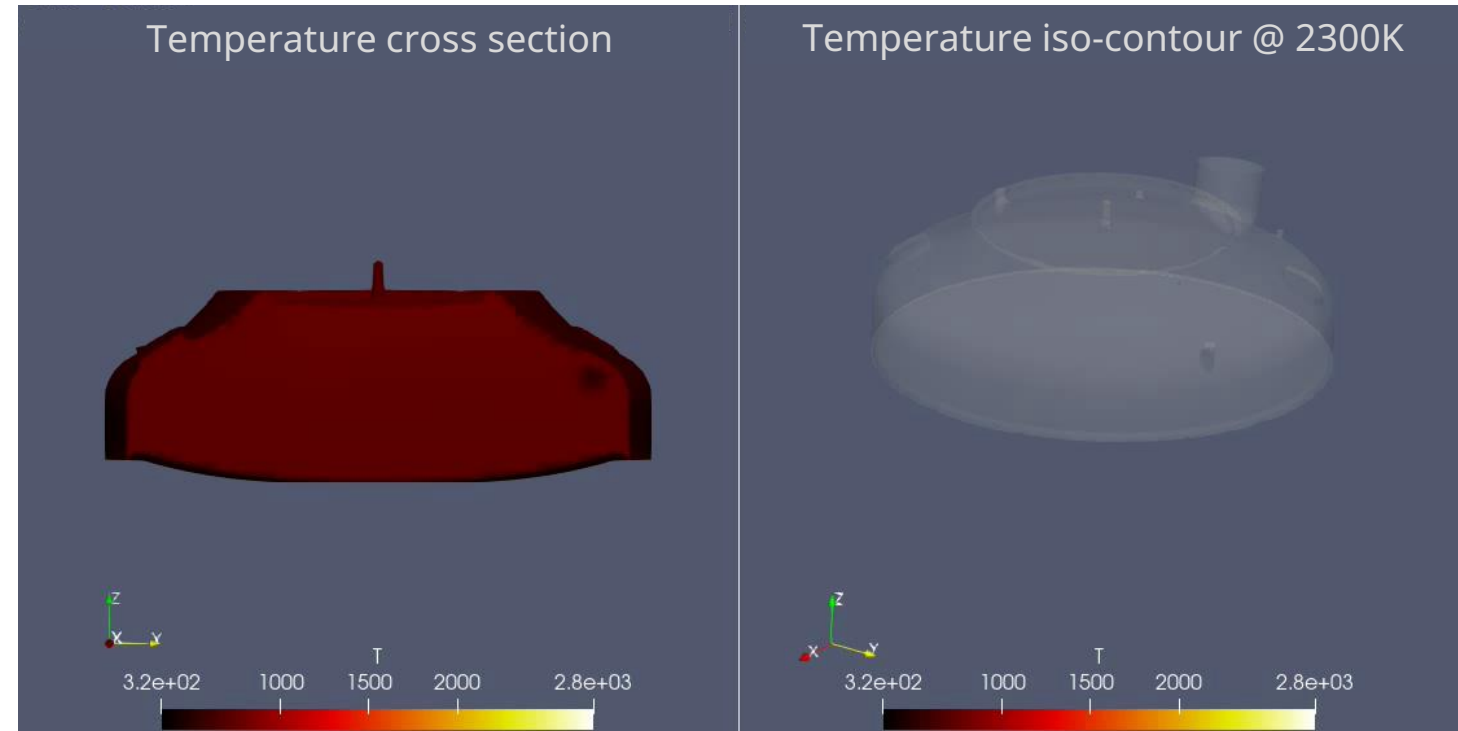 Temperature cross section
Temperature iso-contour @ 2300K
Z
X Y
T
3.2e+02 1000 1500 2000 2.8e+03
Z
X Y
T
3.2e+02 1000 1500 2000 2.8e+03